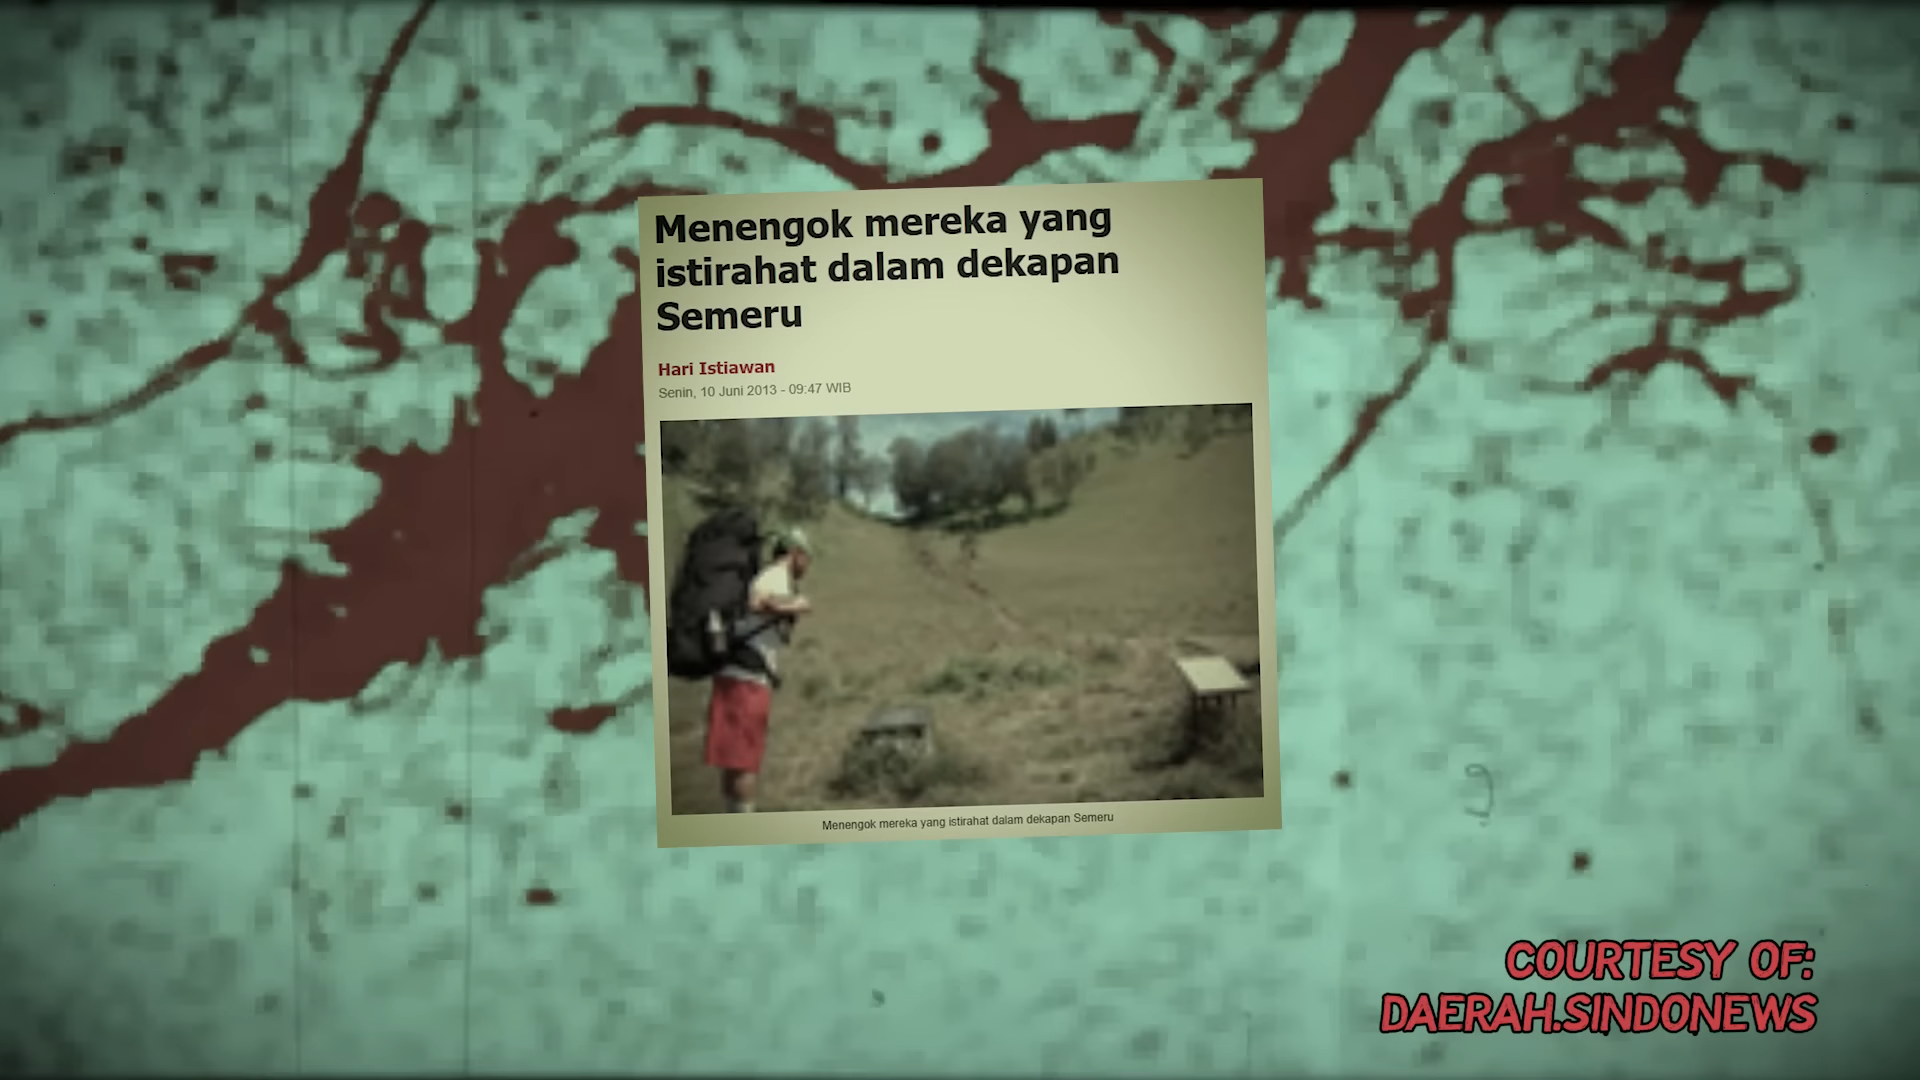 Menengok mereka yang
istirahat dalam dekapan
Semeru
Hari Istiawan
Senin, 10 Juni 2013 - 09:47 WIB
Menengok mereka yang istirahat dalam dekapan Semeru
COURTESY OF:
DAERAH.SINDONEWS